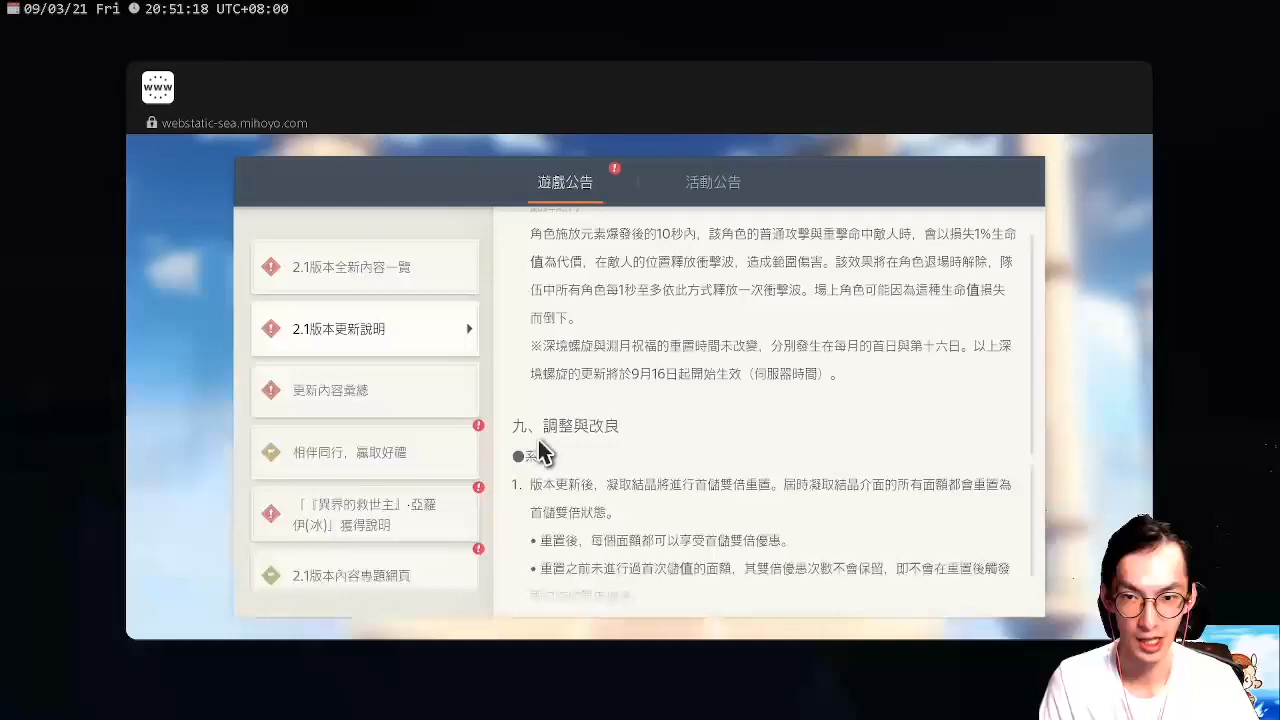 09/03/21 Fri 20:51:18 UTC+08:00
www
webstatic-sea.mihoyo.com
遊戲公告
活動公告
2.1版本全新內容一覽
2.1版本更新說明
更新內容彙總
相伴同行，贏取好禮
「『異界的救世主』·亞蘿
伊(冰)」獲得說明
2.1版本內容專題網頁
角色施放元素爆發後的10秒內，該角色的普通攻擊與重擊命中敵人時，會以損失1%生命
值為代價，在敵人的位置釋放衝擊波，造成範圍傷害。該效果將在角色退場時解除，隊
伍中所有角色每1秒至多依此方式釋放一次衝擊波。場上角色可能因為這種生命值損失
而倒下。
※深境螺旋與淵月祝福的重置時間未改變，分別發生在每月的首日與第十六日。以上深
境螺旋的更新將於9月16日起開始生效（伺服器時間）。
九、調整與改良
●系
1. 版本更新後，凝取結晶將進行首儲雙倍重置。屆時凝取結晶介面的所有面額都會重置為
首儲雙倍狀態。
• 重置後，每個面額都可以享受首儲雙倍優惠。
• 重置之前未進行過首次儲值的面額，其雙倍優惠次數不會保留，即不會在重置後觸發